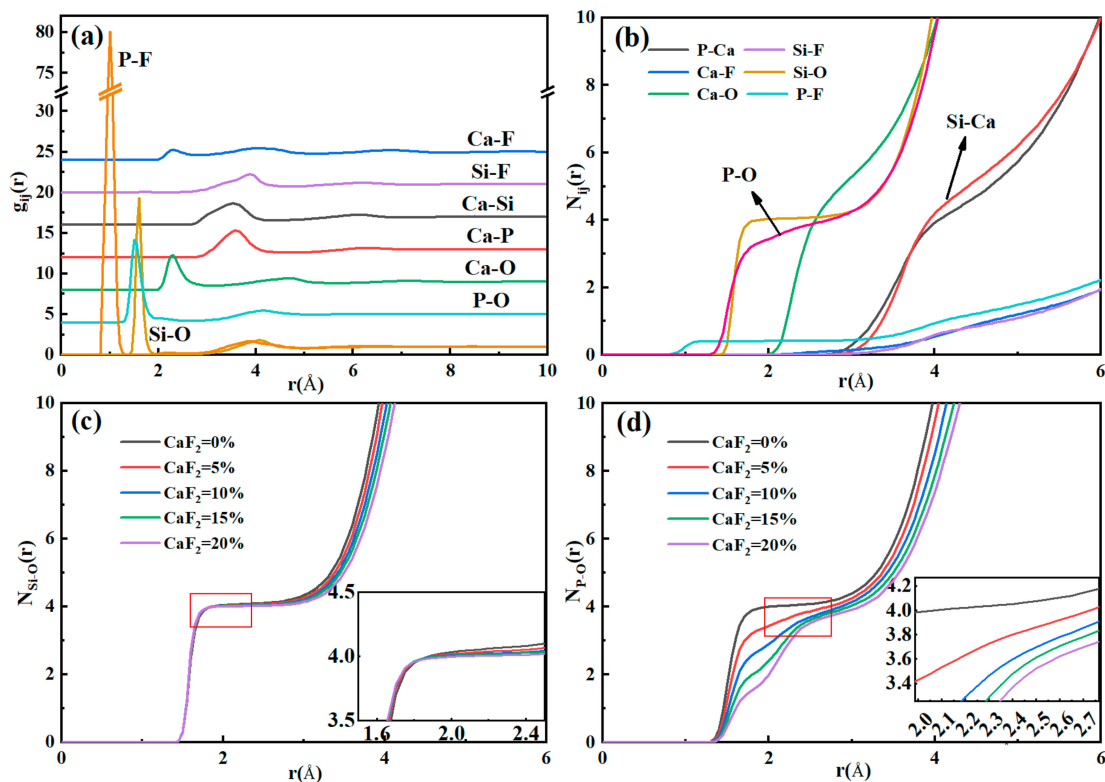 (a)
80
75
30
25
20
15
10
5
0
g_ij(r)
P-F
Ca-F
Si-F
Ca-Si
Ca-P
Ca-O
P-O
Si-O
0 2 4 6 8 10
r(Å)
(b)
10
8
6
4
2
0
N_ij(r)
P-Ca Si-F
Ca-F Si-O
Ca-O P-F
P-O
Si-Ca
0 2 4 6
r(Å)
(c)
10
8
6
4
2
0
N_Si-O(r)
CaF₂=0%
CaF₂=5%
CaF₂=10%
CaF₂=15%
CaF₂=20%
4.5
4.0
3.5
1.6 2.0 2.4
0 2 4 6
r(Å)
(d)
10
8
6
4
2
0
N_P-O(r)
CaF₂=0%
CaF₂=5%
CaF₂=10%
CaF₂=15%
CaF₂=20%
4.2
4.0
3.8
3.6
3.4
2.0 2.1 2.2 2.3 2.4 2.5 2.6 2.7
0 2 4 6
r(Å)